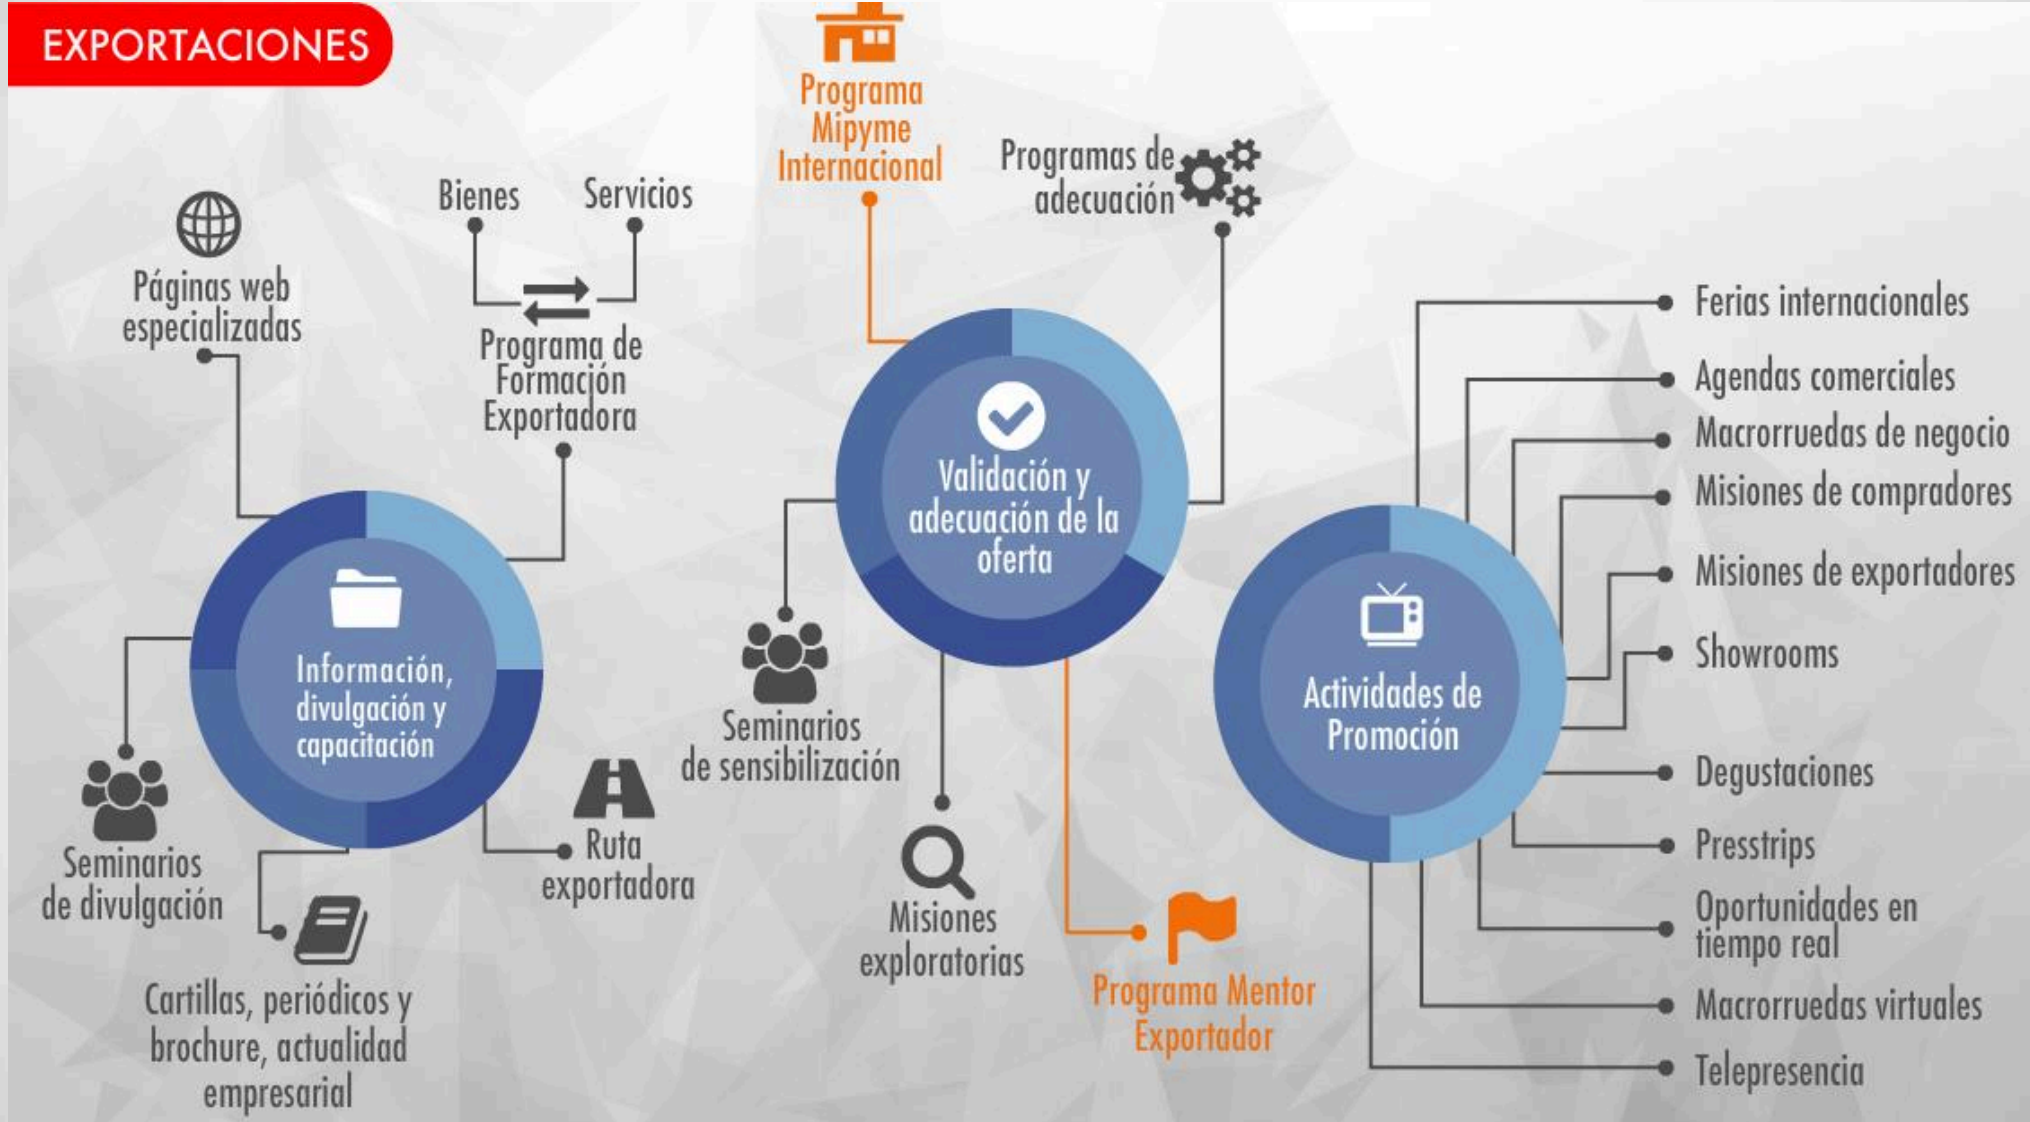 EXPORTACIONES
Páginas web
especializadas
Bienes
Servicios
Programa de
Formación
Exportadora
Información,
divulgación y
capacitación
Seminarios
de divulgación
Cartillas, periódicos y
brochure, actualidad
empresarial
Ruta
exportadora
Programa
Mipyme
Internacional
Programas de
adecuación
Validación y
adecuación de la
oferta
Seminarios
de sensibilización
Misiones
exploratorias
Programa Mentor
Exportador
Actividades de
Promoción
Ferias internacionales
Agendas comerciales
Macrorruedas de negocio
Misiones de compradores
Misiones de exportadores
Showrooms
Degustaciones
Presstrips
Oportunidades en
tiempo real
Macrorruedas virtuales
Telepresencia